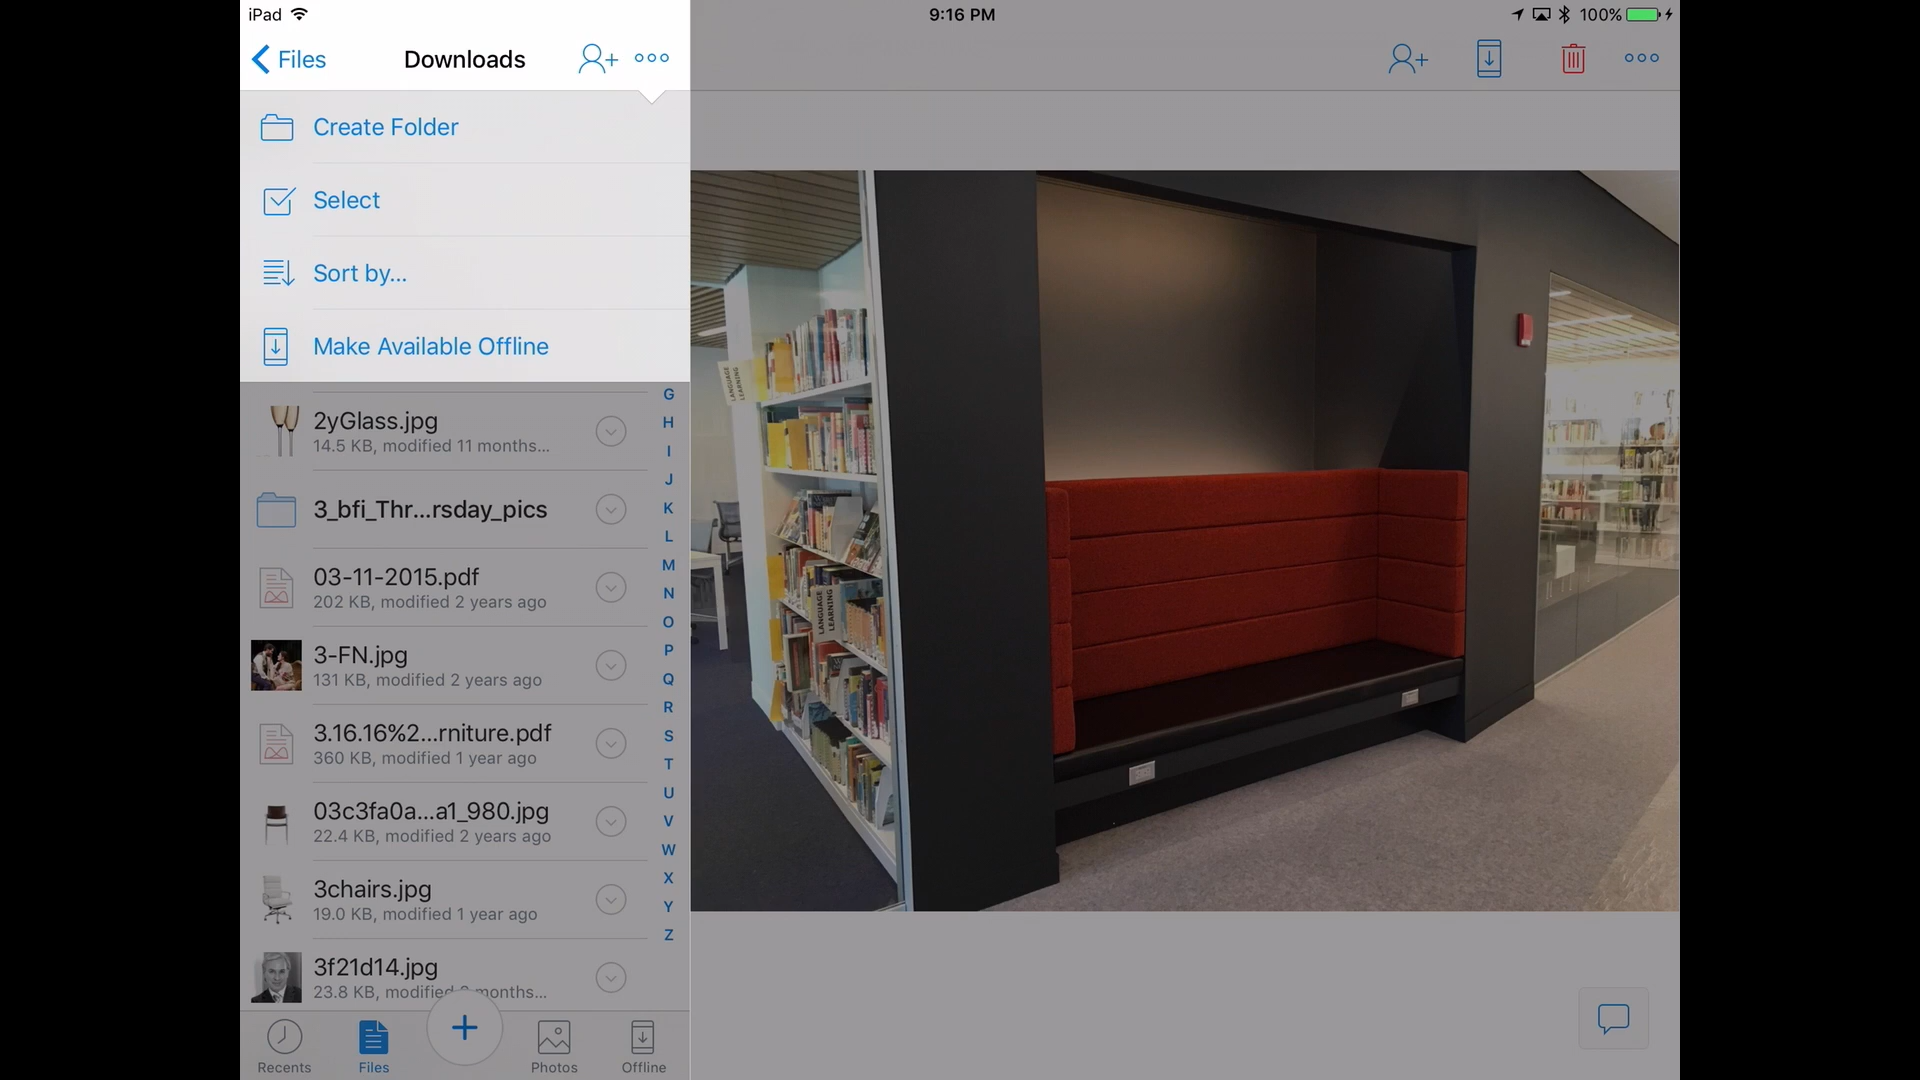 iPad
9:16 PM
100%
Files
Downloads
Create Folder
Select
Sort by...
Make Available Offline
2yGlass.jpg
14.5 KB, modified 11 months...
3_bfi_Thr...rsday_pics
03-11-2015.pdf
202 KB, modified 2 years ago
3-FN.jpg
131 KB, modified 2 years ago
3.16.16%2...rniture.pdf
360 KB, modified 1 year ago
03c3fa0a...a1_980.jpg
22.4 KB, modified 2 years ago
3chairs.jpg
19.0 KB, modified 1 year ago
3f21d14.jpg
23.8 KB, modified months...
G
H
I
J
K
L
M
N
O
P
Q
R
S
T
U
V
W
X
Y
Z
Recents
Files
Photos
Offline
LANGUAGE
LEARNING
LANGUAGE
LEARNING